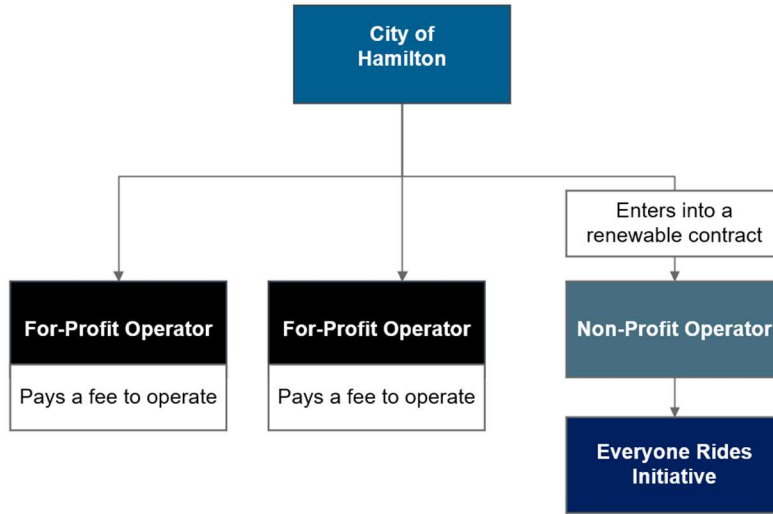 City of
Hamilton
Enters into a
renewable contract
For-Profit Operator
For-Profit Operator
Non-Profit Operator
Pays a fee to operate
Pays a fee to operate
Everyone Rides
Initiative